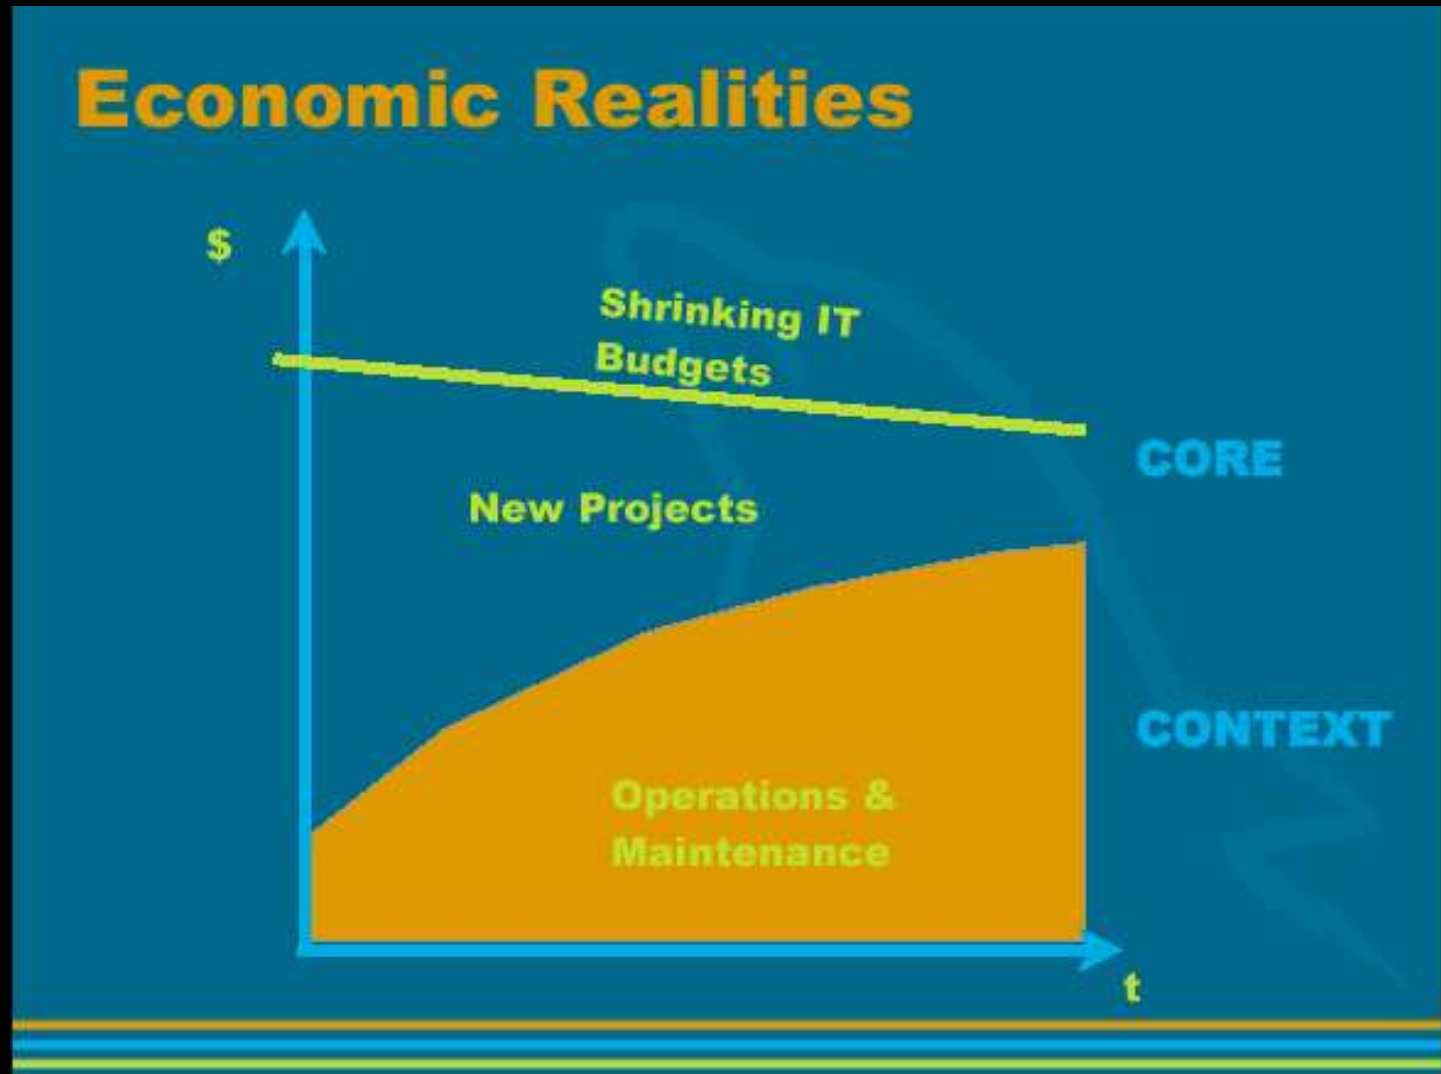 Economic Realities
$
Shrinking IT
Budgets
CORE
New Projects
CONTEXT
Operations &
Maintenance
t